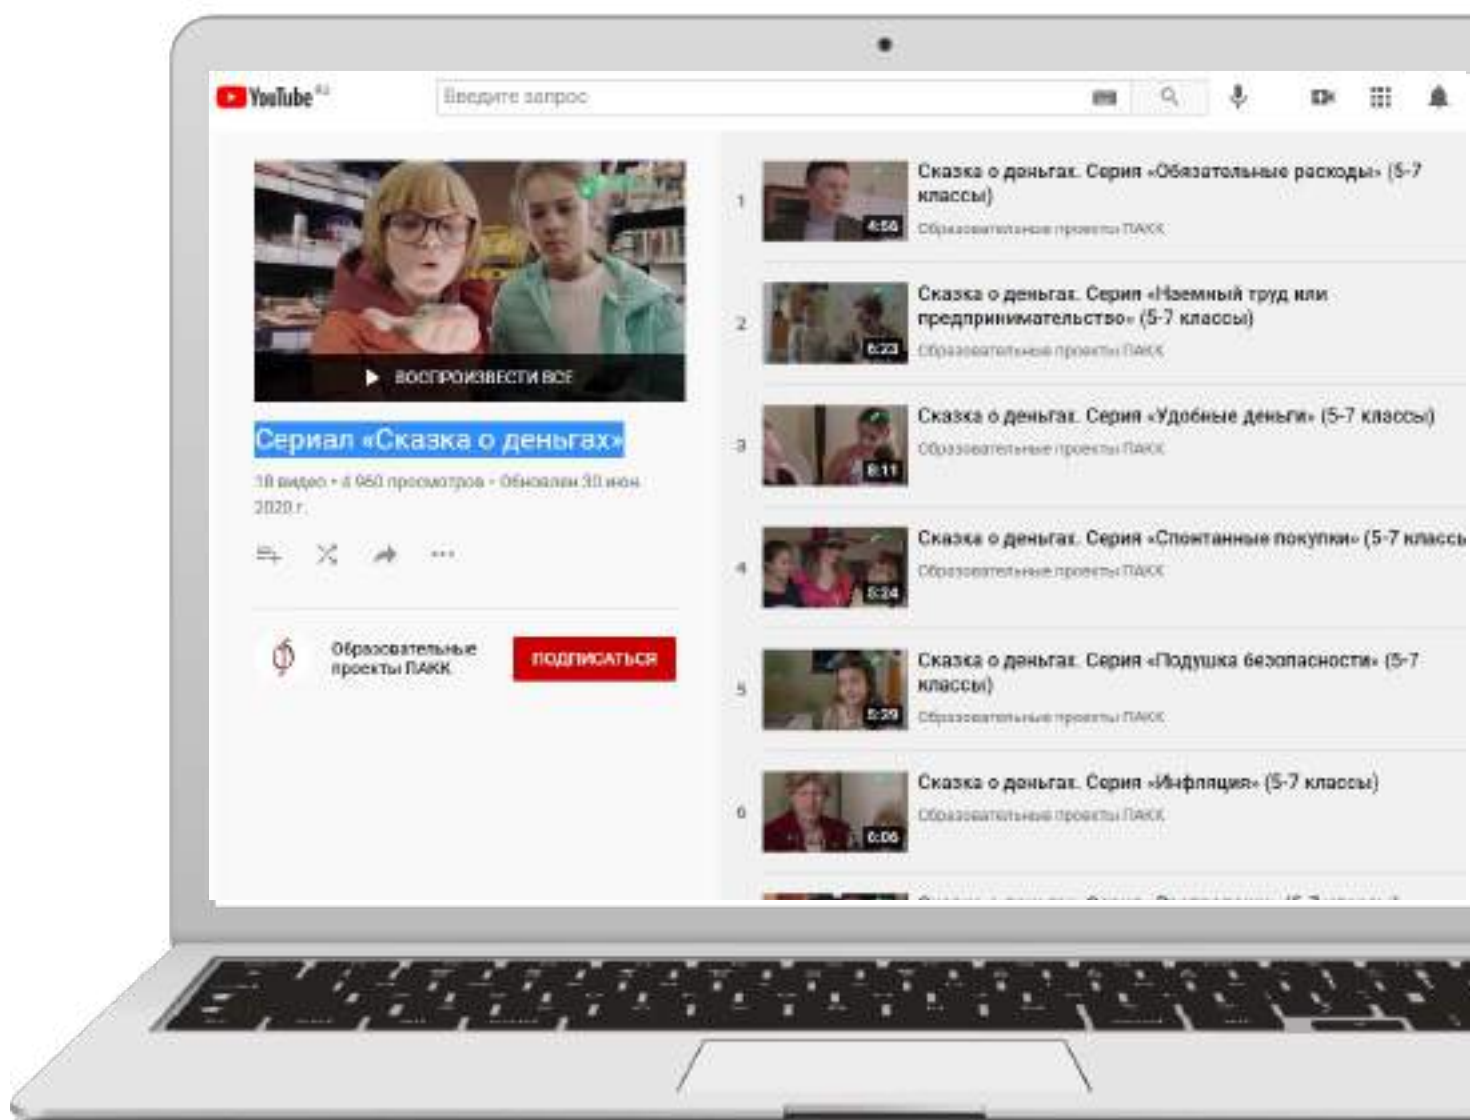 YouTube RU
Введите запрос
ВОСПРОИЗВЕСТИ ВСЕ
Сериал «Сказка о деньгах»
18 видео • 4 960 просмотров • Обновлен 30 июн.
2020 г.
Образовательные
проекты ПАКК
ПОДПИСАТЬСЯ
1
4:56
Сказка о деньгах. Серия «Обязательные расходы» (5-7
классы)
Образовательные проекты ПАКК
2
6:23
Сказка о деньгах. Серия «Наемный труд или
предпринимательство» (5-7 классы)
Образовательные проекты ПАКК
3
8:11
Сказка о деньгах. Серия «Удобные деньги» (5-7 классы)
Образовательные проекты ПАКК
4
5:24
Сказка о деньгах. Серия «Спонтанные покупки» (5-7 классы
Образовательные проекты ПАКК
5
5:29
Сказка о деньгах. Серия «Подушка безопасности» (5-7
классы)
Образовательные проекты ПАКК
6
6:06
Сказка о деньгах. Серия «Инфляция» (5-7 классы)
Образовательные проекты ПАКК